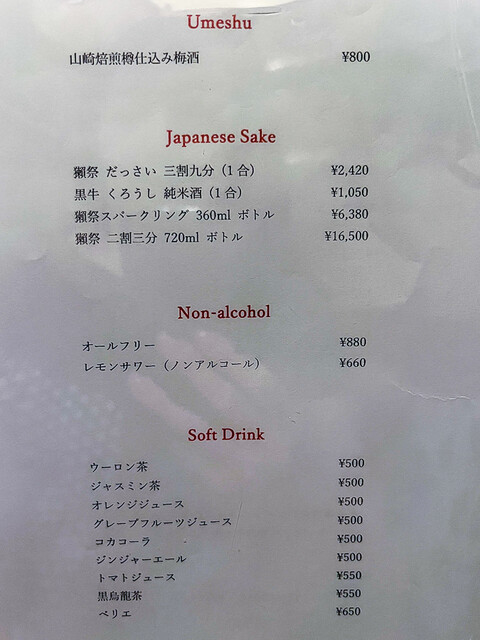 Umeshu
山崎焙煎樽仕込み梅酒 ¥800
Japanese Sake
獺祭 だっさい 三割九分（1合） ¥2,420
黒牛 くろうし 純米酒（1合） ¥1,050
獺祭スパークリング 360ml ボトル ¥6,380
獺祭 二割三分 720ml ボトル ¥16,500
Non-alcohol
オールフリー ¥880
レモンサワー（ノンアルコール） ¥660
Soft Drink
ウーロン茶 ¥500
ジャスミン茶 ¥500
オレンジジュース ¥500
グレープフルーツジュース ¥500
コカコーラ ¥500
ジンジャーエール ¥500
トマトジュース ¥550
黒烏龍茶 ¥550
ペリエ ¥650